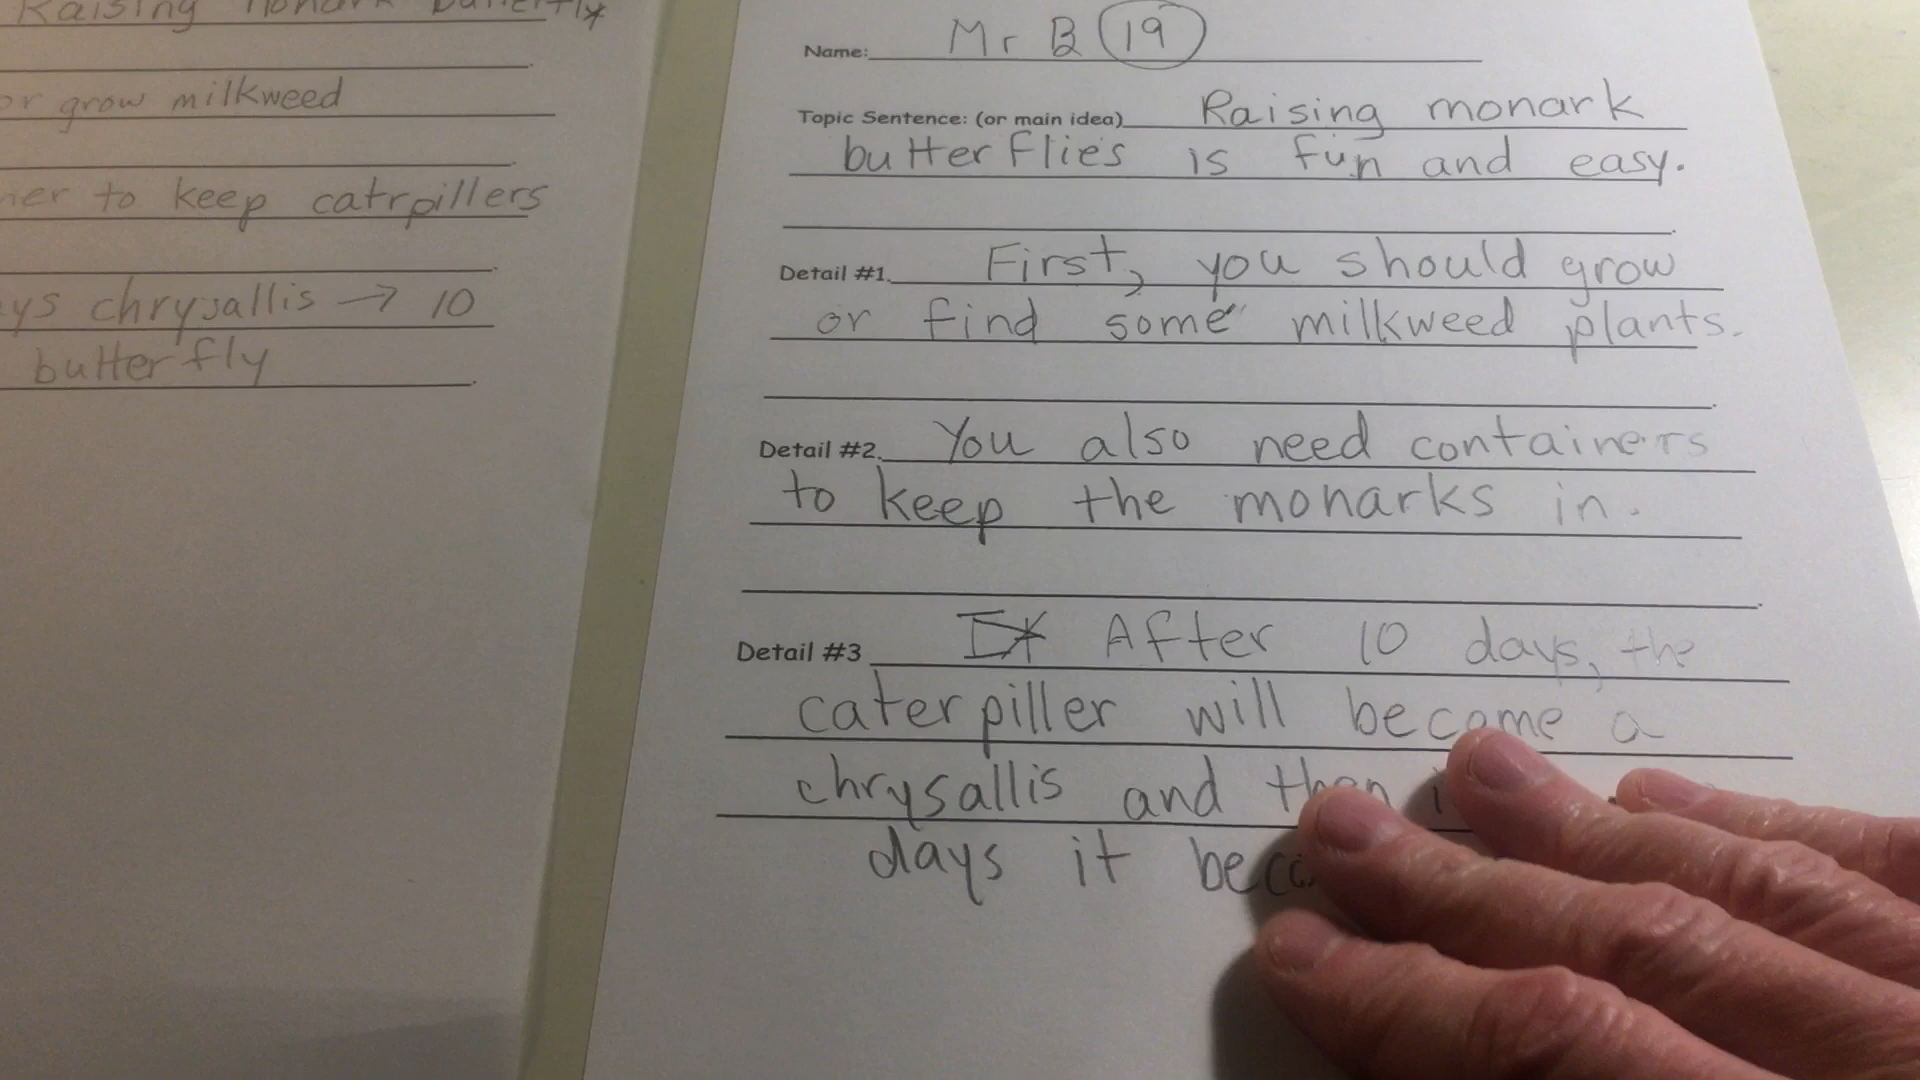 Raising monark butterfly
or grow milkweed
to keep catrpillers
chrysallis → 10
butterfly
Name: Mr B 19
Topic Sentence: (or main idea) Raising monark
butterflies is fun and easy.
Detail #1. First, you should grow
or find some milkweed plants.
Detail #2. You also need containers
to keep the monarks in.
Detail #3 After 10 days, the
caterpiller will become a
chrysallis and then
days it